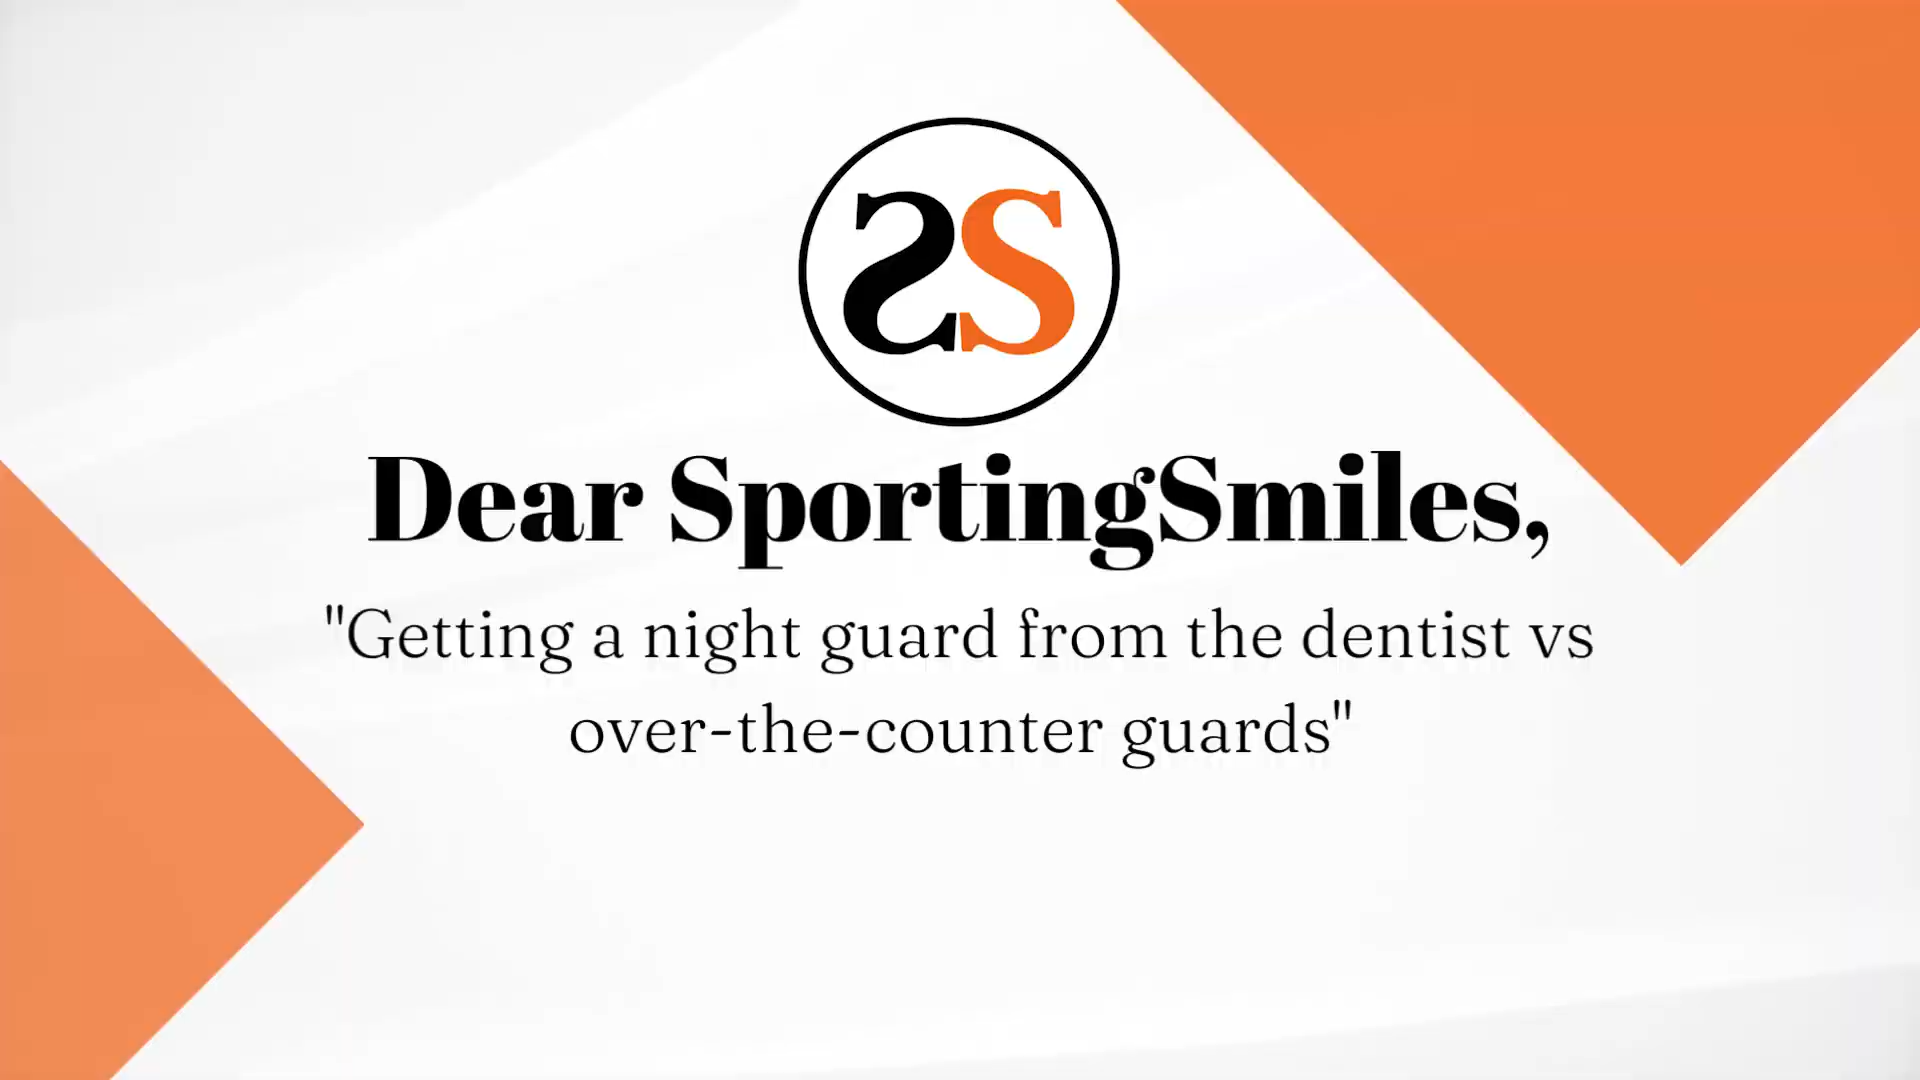 SS
Dear SportingSmiles,
"Getting a night guard from the dentist vs
over-the-counter guards"